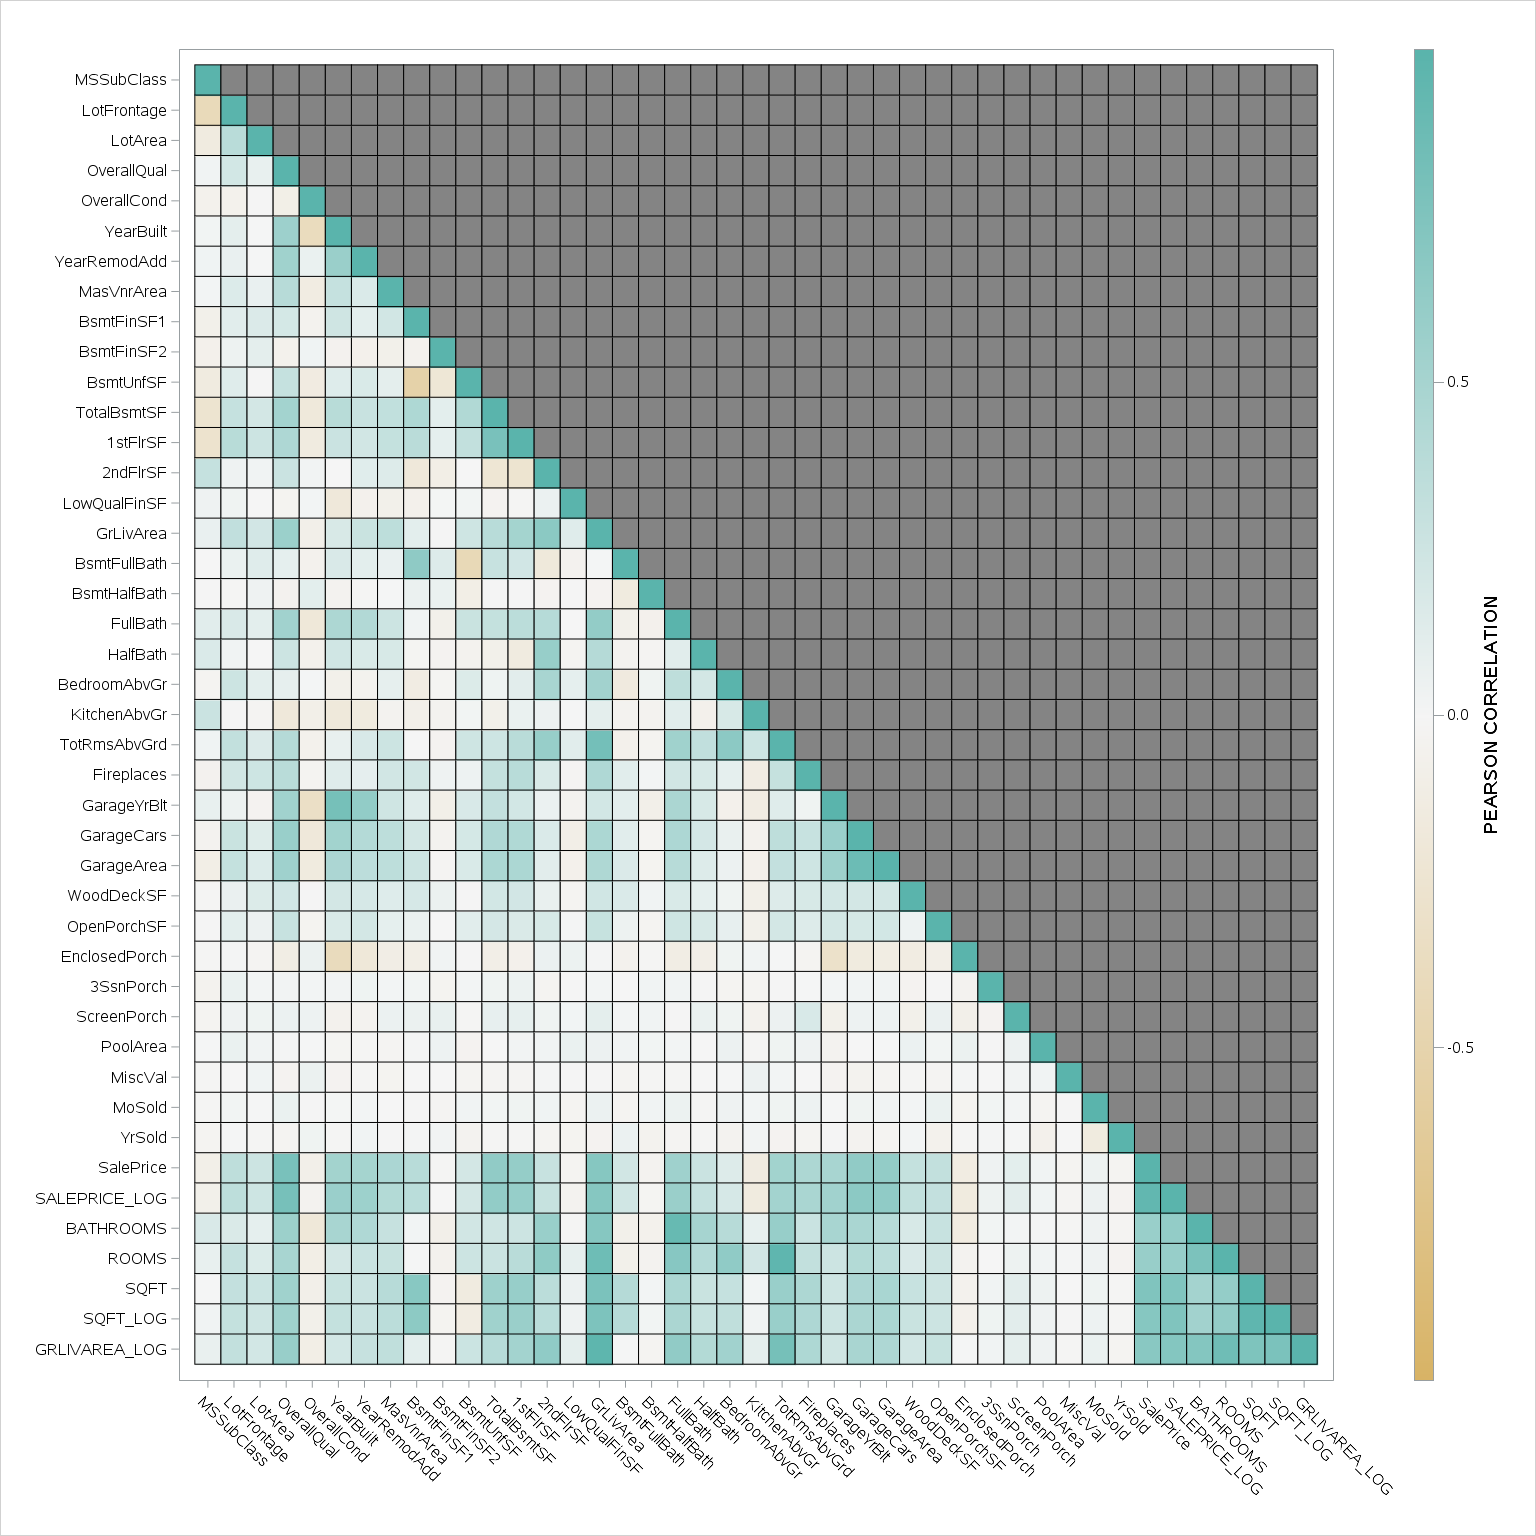 MSSubClass
LotFrontage
LotArea
OverallQual
OverallCond
YearBuilt
YearRemodAdd
MasVnrArea
BsmtFinSF1
BsmtFinSF2
BsmtUnfSF
TotalBsmtSF
1stFlrSF
2ndFlrSF
LowQualFinSF
GrLivArea
BsmtFullBath
BsmtHalfBath
FullBath
HalfBath
BedroomAbvGr
KitchenAbvGr
TotRmsAbvGrd
Fireplaces
GarageYrBlt
GarageCars
GarageArea
WoodDeckSF
OpenPorchSF
EnclosedPorch
3SsnPorch
ScreenPorch
PoolArea
MiscVal
MoSold
YrSold
SalePrice
SALEPRICE_LOG
BATHROOMS
ROOMS
SQFT
SQFT_LOG
GRLIVAREA_LOG
MSSubClass
LotFrontage
LotArea
OverallQual
OverallCond
YearBuilt
YearRemodAdd
MasVnrArea
BsmtFinSF1
BsmtFinSF2
BsmtUnfSF
TotalBsmtSF
1stFlrSF
2ndFlrSF
LowQualFinSF
GrLivArea
BsmtFullBath
BsmtHalfBath
FullBath
HalfBath
BedroomAbvGr
KitchenAbvGr
TotRmsAbvGrd
Fireplaces
GarageYrBlt
GarageCars
GarageArea
WoodDeckSF
OpenPorchSF
EnclosedPorch
3SsnPorch
ScreenPorch
PoolArea
MiscVal
MoSold
YrSold
SalePrice
SALEPRICE_LOG
BATHROOMS
ROOMS
SQFT
SQFT_LOG
GRLIVAREA_LOG
0.5
0.0
-0.5
PEARSON CORRELATION